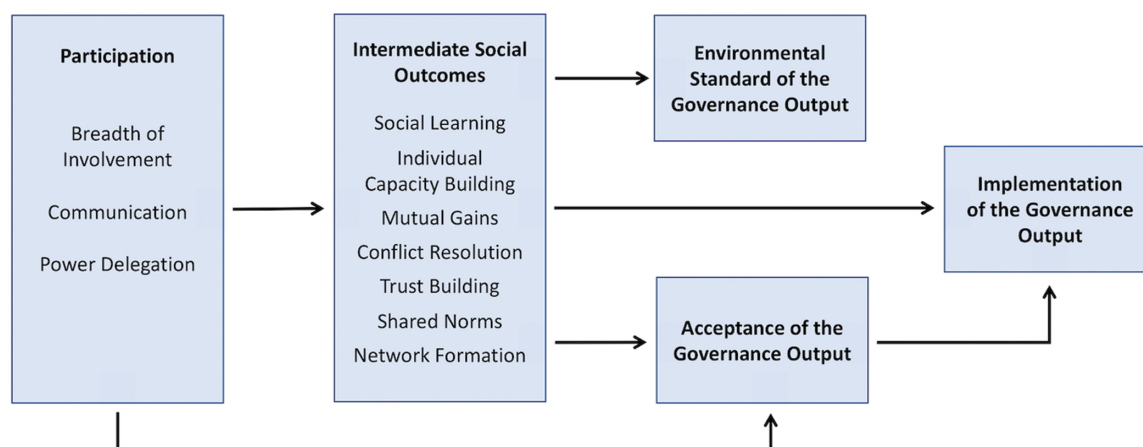 Participation
Breadth of
Involvement
Communication
Power Delegation
Intermediate Social
Outcomes
Social Learning
Individual
Capacity Building
Mutual Gains
Conflict Resolution
Trust Building
Shared Norms
Network Formation
Environmental
Standard of the
Governance Output
Acceptance of the
Governance Output
Implementation
of the Governance
Output